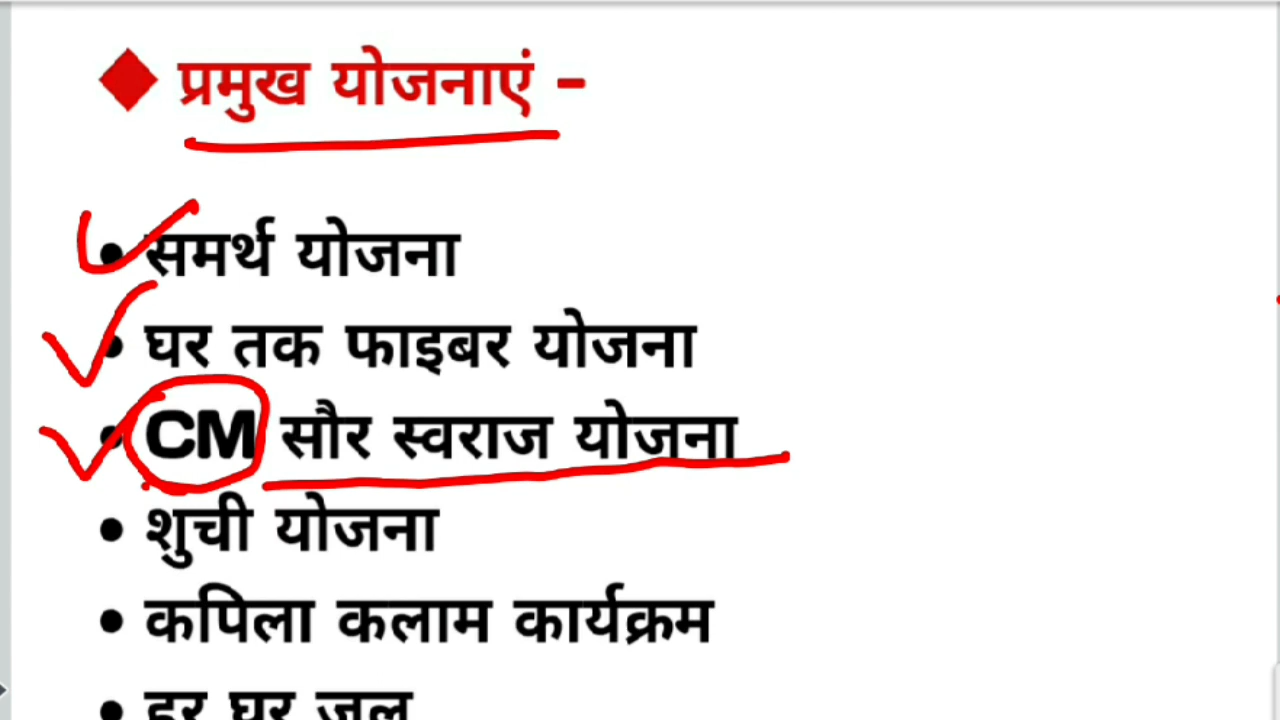 ◆ प्रमुख योजनाएं -
• समर्थ योजना
• घर तक फाइबर योजना
• CM सौर स्वराज योजना
• शुची योजना
• कपिला कलाम कार्यक्रम
• हर घर जल